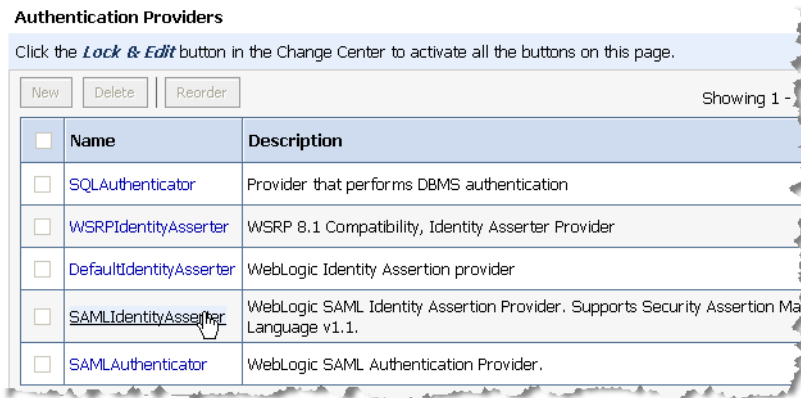 Authentication Providers
Click the Lock & Edit button in the Change Center to activate all the buttons on this page.
New Delete Reorder
Showing 1 -
Name Description
SQLAuthenticator Provider that performs DBMS authentication
WSRPIdentityAsserter WSRP 8.1 Compatibility, Identity Asserter Provider
DefaultIdentityAsserter WebLogic Identity Assertion provider
SAMLIdentityAsserter WebLogic SAML Identity Assertion Provider. Supports Security Assertion Ma
Language v1.1.
SAMLAuthenticator WebLogic SAML Authentication Provider.